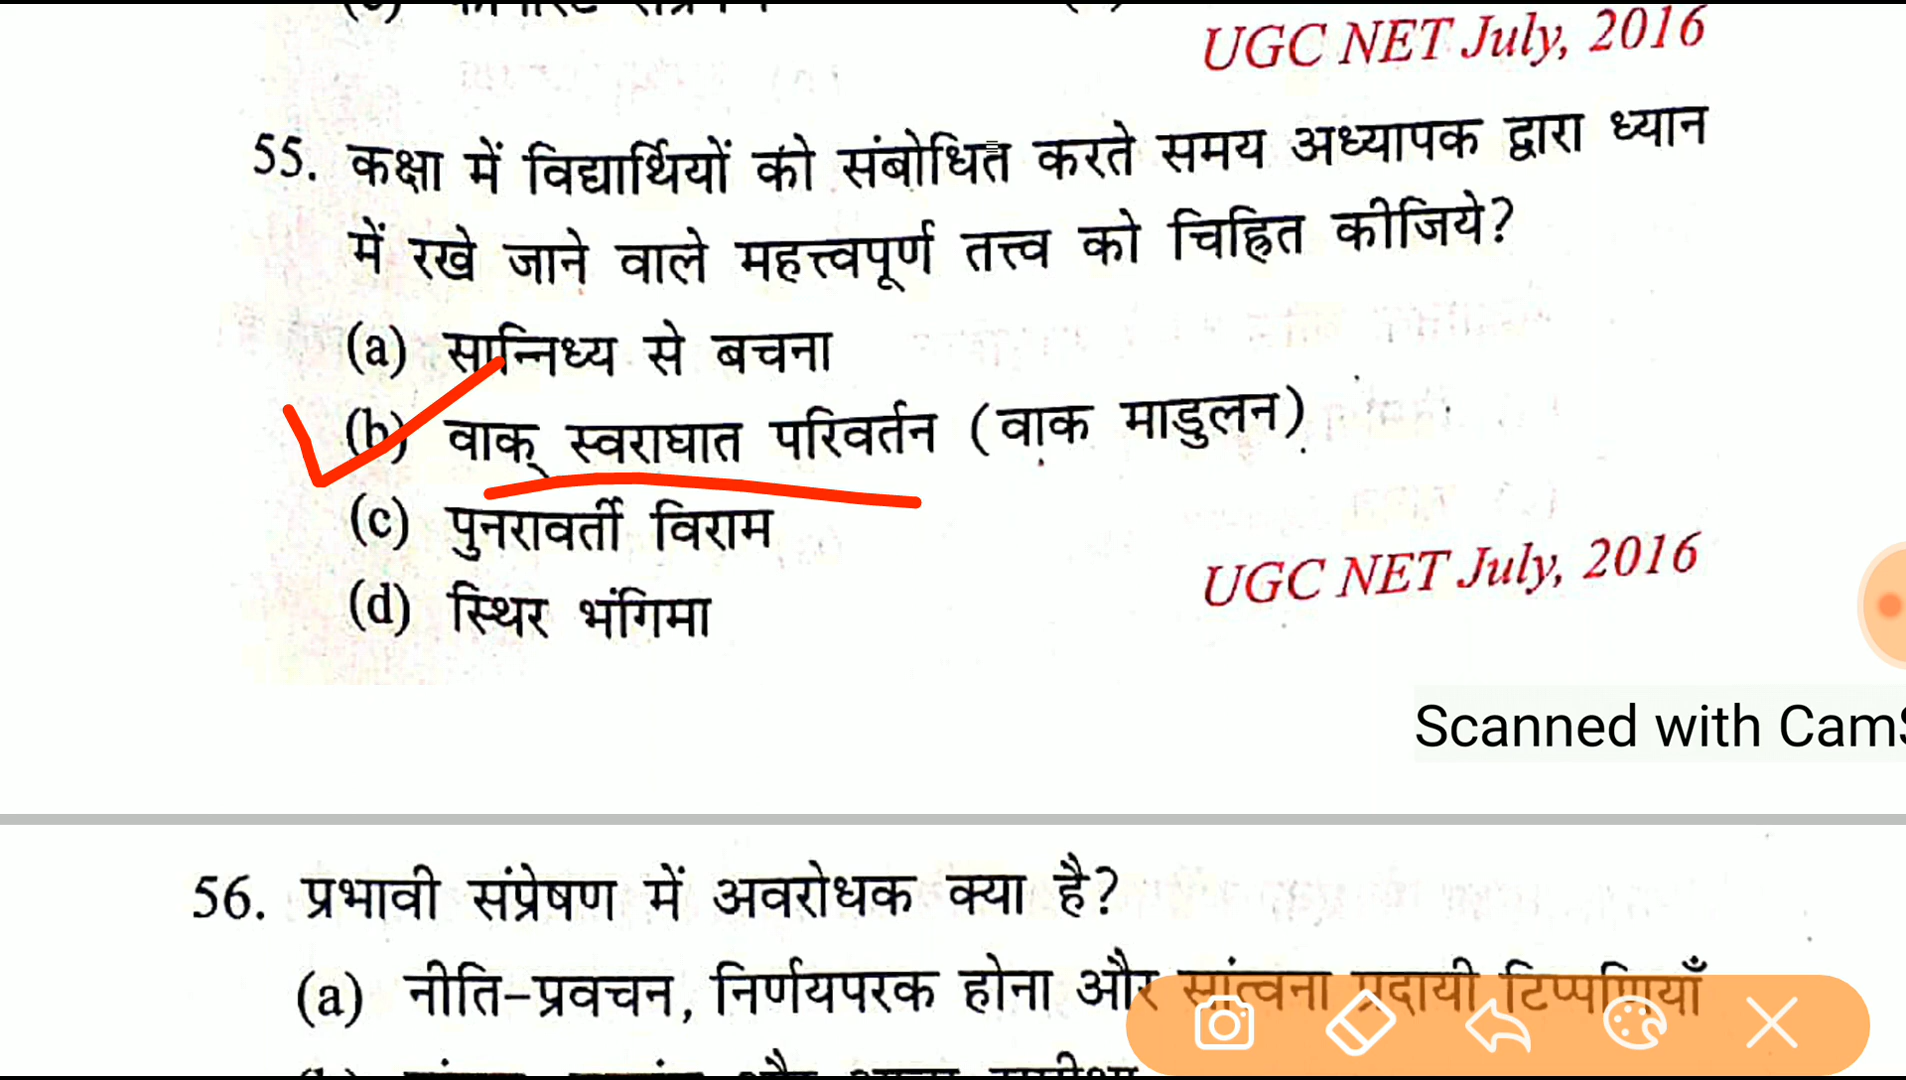 UGC NET July, 2016
55. कक्षा में विद्यार्थियों को संबोधित करते समय अध्यापक द्वारा ध्यान
में रखे जाने वाले महत्त्वपूर्ण तत्त्व को चिह्नित कीजिये?
(a) सान्निध्य से बचना
(b) वाक् स्वराघात परिवर्तन (वाक माडुलन)
(c) पुनरावर्ती विराम
(d) स्थिर भंगिमा
UGC NET July, 2016
Scanned with Cam
56. प्रभावी संप्रेषण में अवरोधक क्या है?
(a) नीति-प्रवचन, निर्णयपरक होना और सांत्वना प्रदायी टिप्पणियाँ